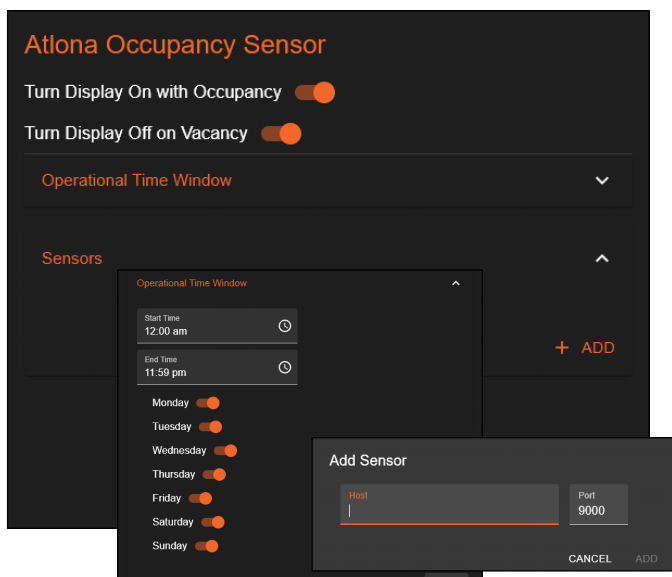 Atlona Occupancy Sensor
Turn Display On with Occupancy
Turn Display Off on Vacancy
Operational Time Window
Sensors
+ ADD
Operational Time Window
Start Time
12:00 am
End Time
11:59 pm
Monday
Tuesday
Wednesday
Thursday
Friday
Saturday
Sunday
Add Sensor
Host
Port
9000
CANCEL ADD